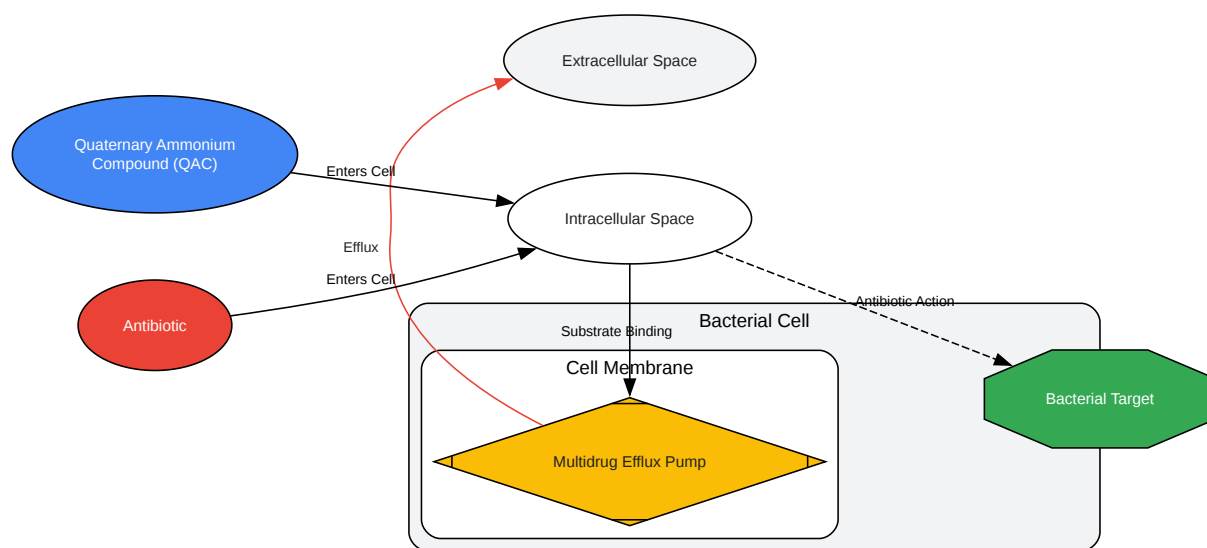 Extracellular Space
Quaternary Ammonium
Compound (QAC)
Enters Cell
Intracellular Space
Efflux
Enters Cell
Antibiotic
Antibiotic Action
Bacterial Cell
Substrate Binding
Cell Membrane
Bacterial Target
Multidrug Efflux Pump